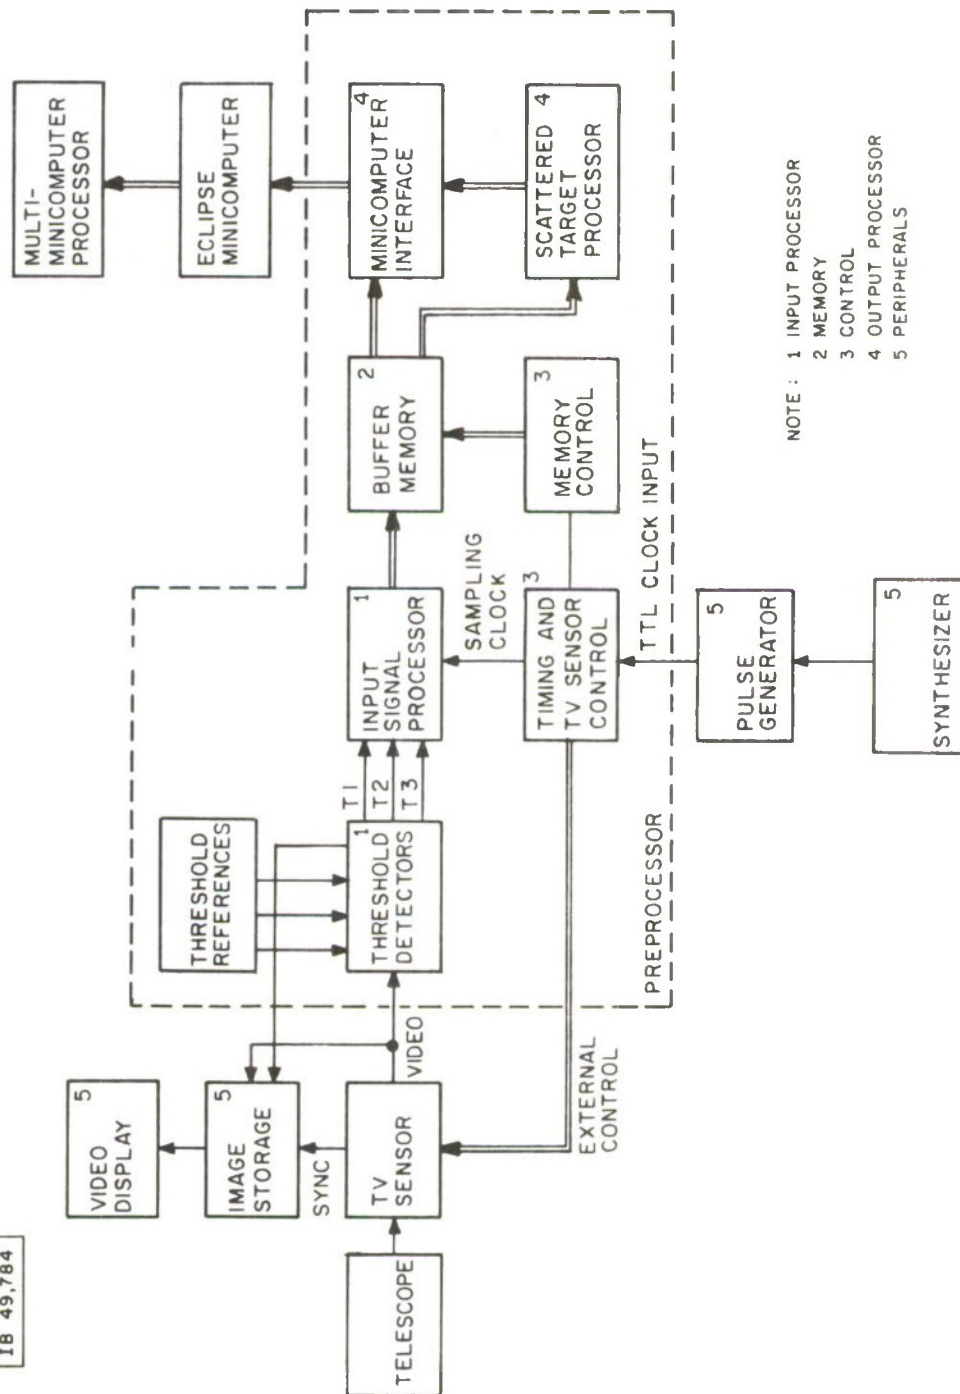 IB 49,784
VIDEO
DISPLAY
5
IMAGE
STORAGE
5
SYNC
TV
SENSOR
TELESCOPE
VIDEO
EXTERNAL
CONTROL
THRESHOLD
REFERENCES
THRESHOLD
DETECTORS
1
T1
T2
T3
INPUT
SIGNAL
PROCESSOR
1
SAMPLING
CLOCK
TIMING AND
TV SENSOR
CONTROL
3
PREPROCESSOR
TTL CLOCK INPUT
PULSE
GENERATOR
5
SYNTHESIZER
5
BUFFER
MEMORY
2
MEMORY
CONTROL
3
MULTI-
MINICOMPUTER
PROCESSOR
ECLIPSE
MINICOMPUTER
MINICOMPUTER
INTERFACE
4
SCATTERED
TARGET
PROCESSOR
4
NOTE : 1 INPUT PROCESSOR
2 MEMORY
3 CONTROL
4 OUTPUT PROCESSOR
5 PERIPHERALS